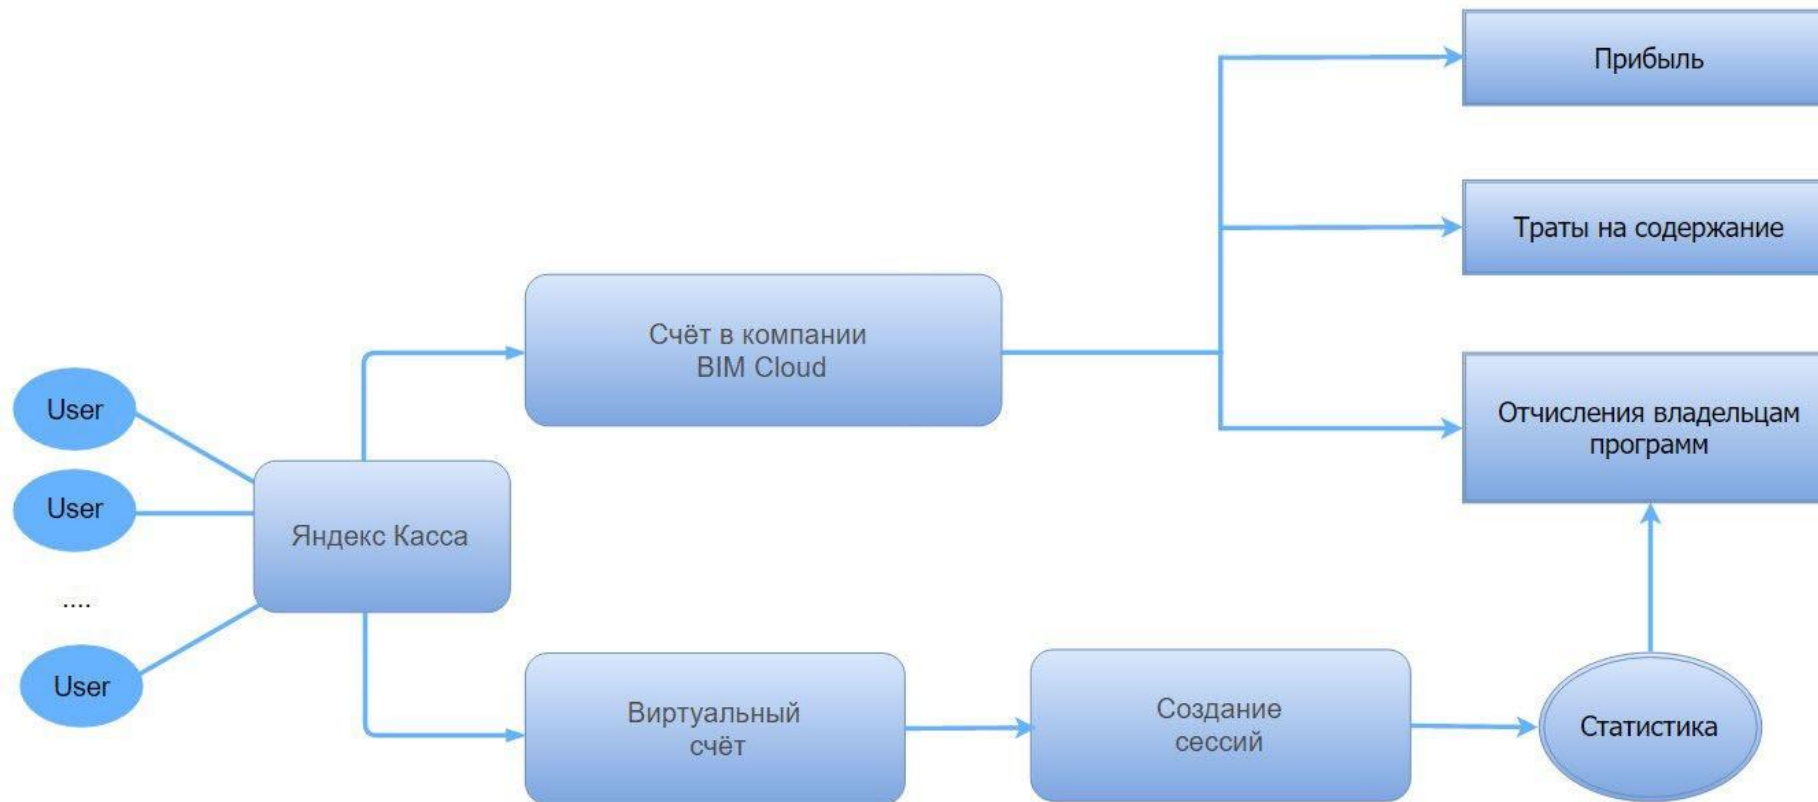 Прибыль
Траты на содержание
Счёт в компании
BIM Cloud
Отчисления владельцам
программ
User
User
....
User
Яндекс Касса
Виртуальный
счёт
Создание
сессий
Статистика